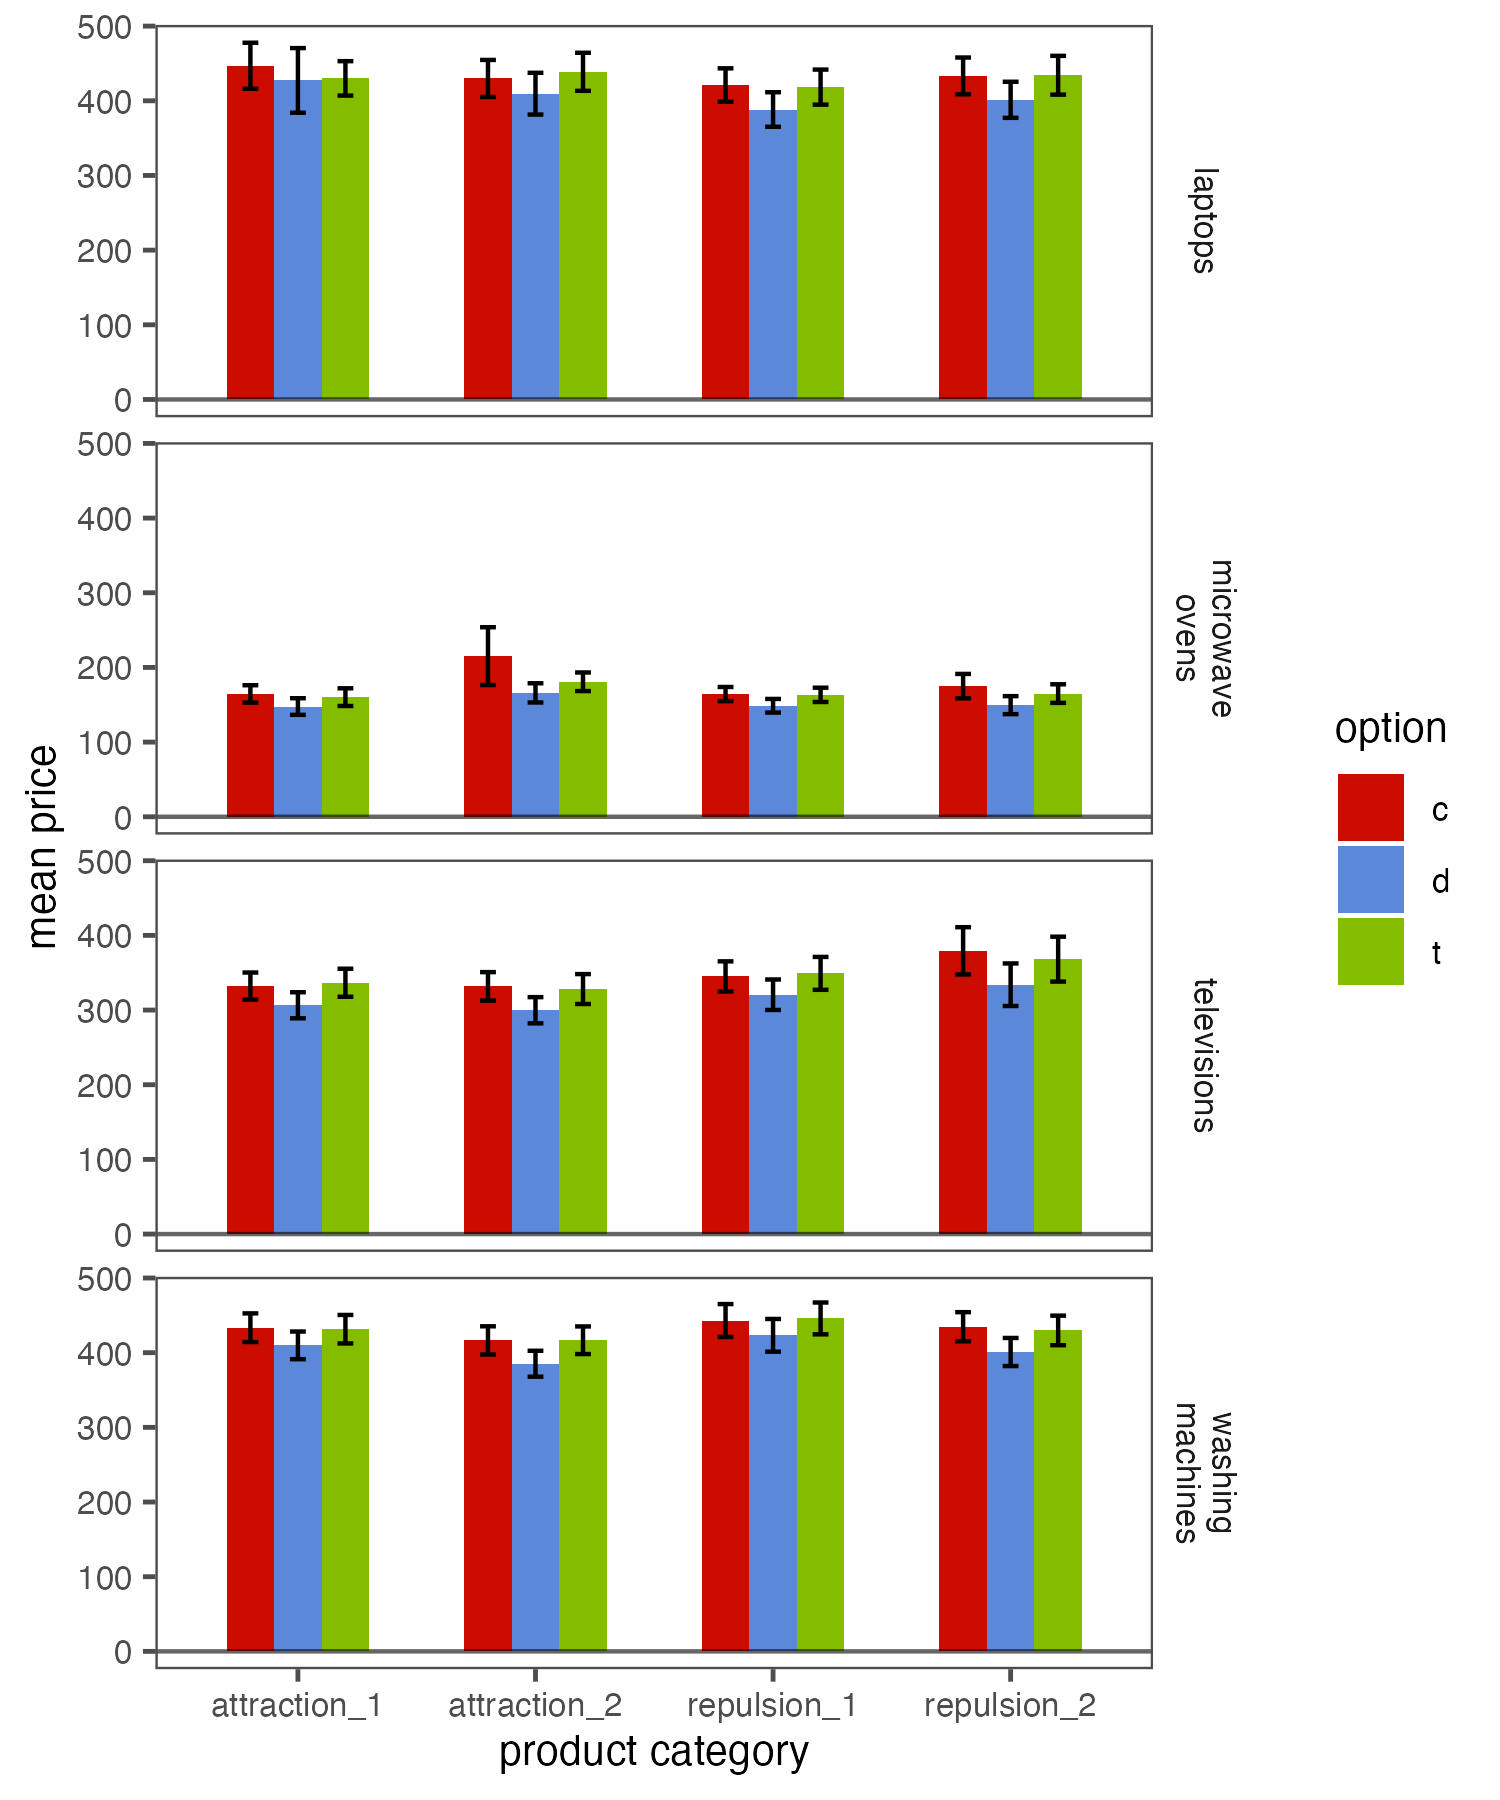 500
400
300
200
100
0
laptops
500
400
300
200
100
0
microwave
ovens
500
400
300
200
100
0
televisions
500
400
300
200
100
0
washing
machines
attraction_1
attraction_2
repulsion_1
repulsion_2
product category
mean price
option
c
d
t